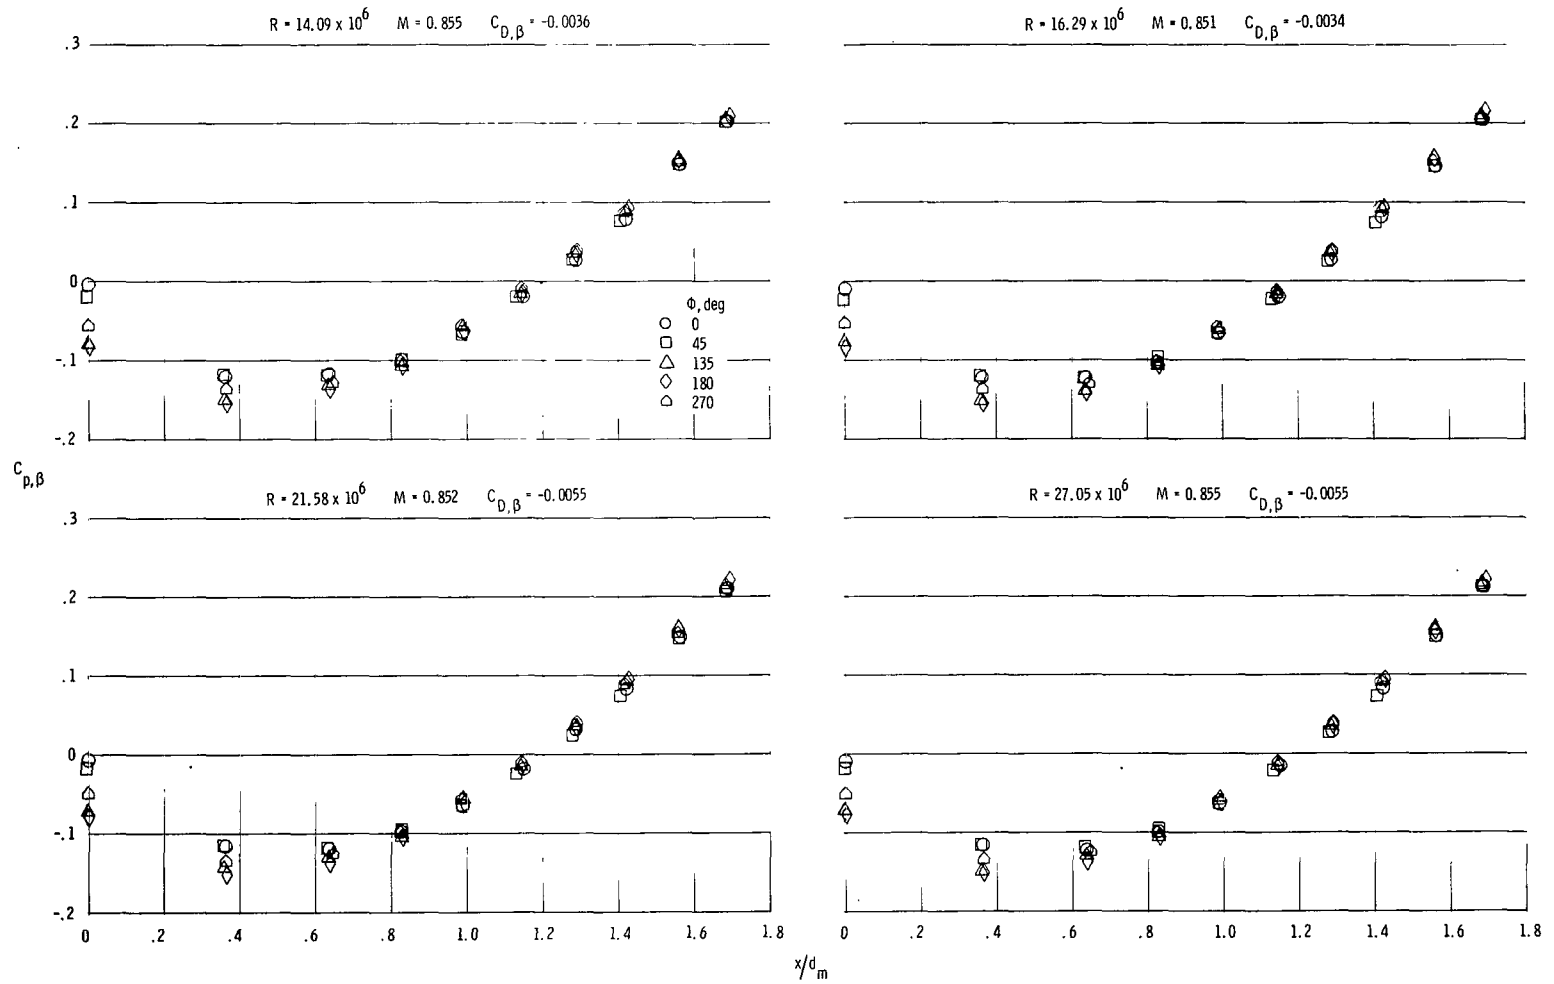 R = 14.09 x 10^6 M = 0.855 C_D,β = -0.0036
R = 16.29 x 10^6 M = 0.851 C_D,β = -0.0034
.3
.2
.1
0
-.1
-.2
Φ, deg
0
45
135
180
270
C_p,β
R = 21.58 x 10^6 M = 0.852 C_D,β = -0.0055
R = 27.05 x 10^6 M = 0.855 C_D,β = -0.0055
.3
.2
.1
0
-.1
-.2
0 .2 .4 .6 .8 1.0 1.2 1.4 1.6 1.8
0 .2 .4 .6 .8 1.0 1.2 1.4 1.6 1.8
x/d_m